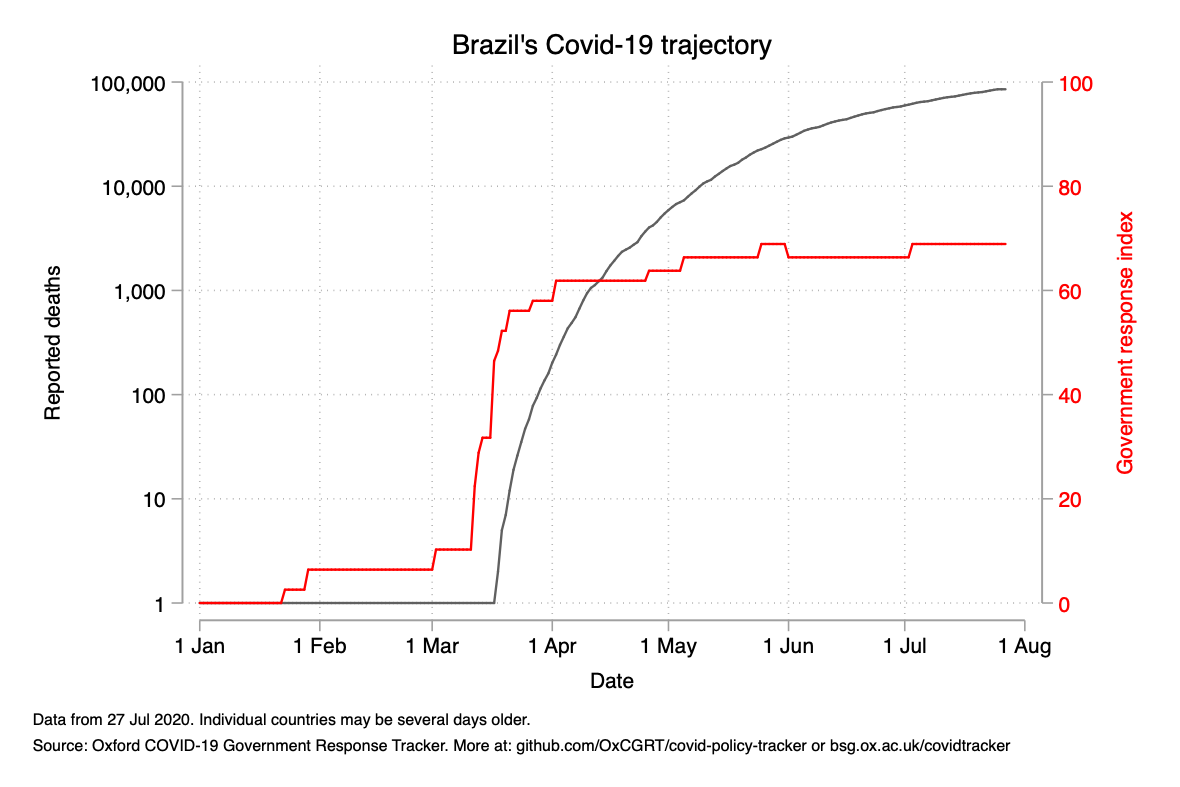 Brazil's Covid-19 trajectory
100,000
10,000
1,000
100
10
1
Reported deaths
100
80
60
40
20
0
Government response index
1 Jan
1 Feb
1 Mar
1 Apr
1 May
1 Jun
1 Jul
1 Aug
Date
Data from 27 Jul 2020. Individual countries may be several days older.
Source: Oxford COVID-19 Government Response Tracker. More at: github.com/OxCGRT/covid-policy-tracker or bsg.ox.ac.uk/covidtracker